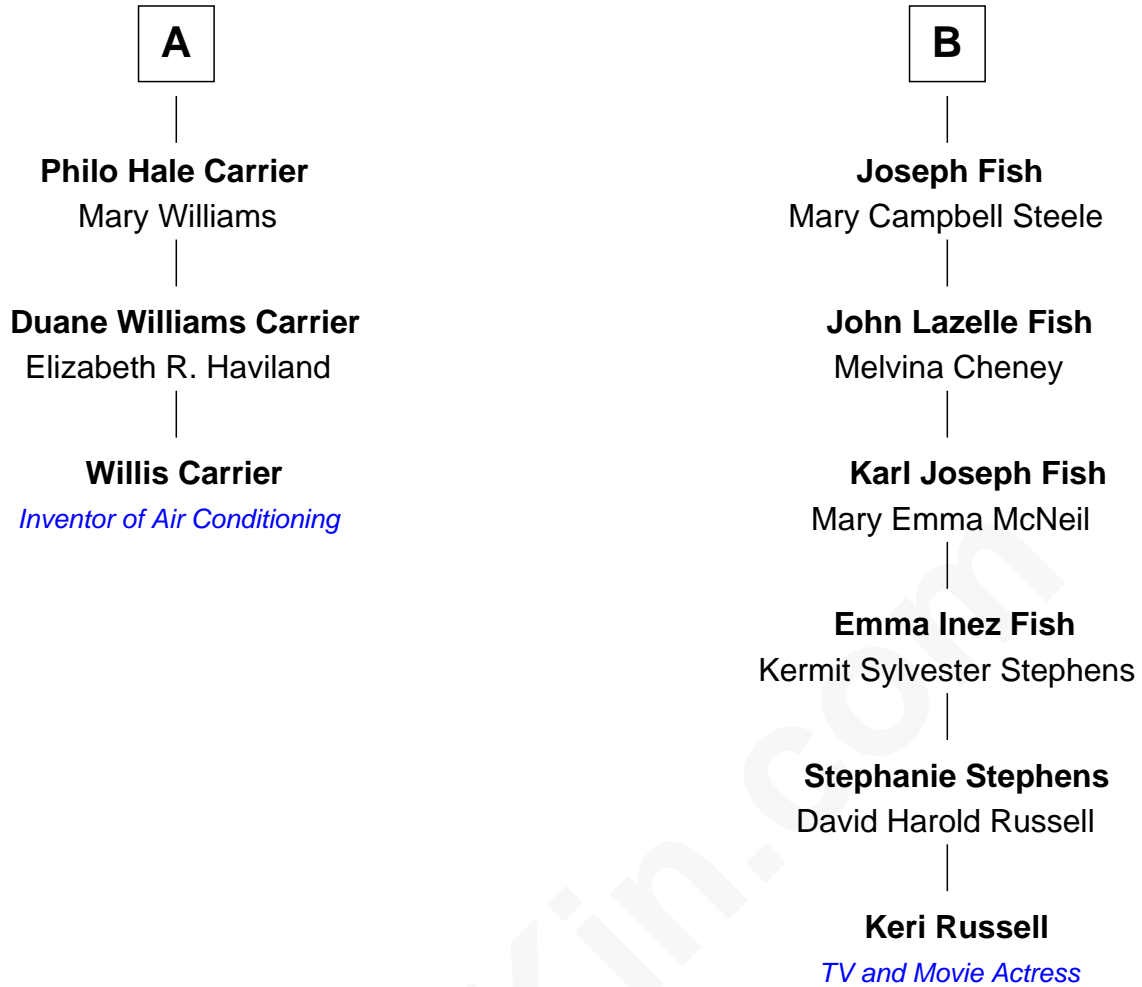 A
Philo Hale Carrier
Mary Williams
Duane Williams Carrier
Elizabeth R. Haviland
Willis Carrier
Inventor of Air Conditioning
B
Joseph Fish
Mary Campbell Steele
John Lazelle Fish
Melvina Cheney
Karl Joseph Fish
Mary Emma McNeil
Emma Inez Fish
Kermit Sylvester Stephens
Stephanie Stephens
David Harold Russell
Keri Russell
TV and Movie Actress
Kin.com